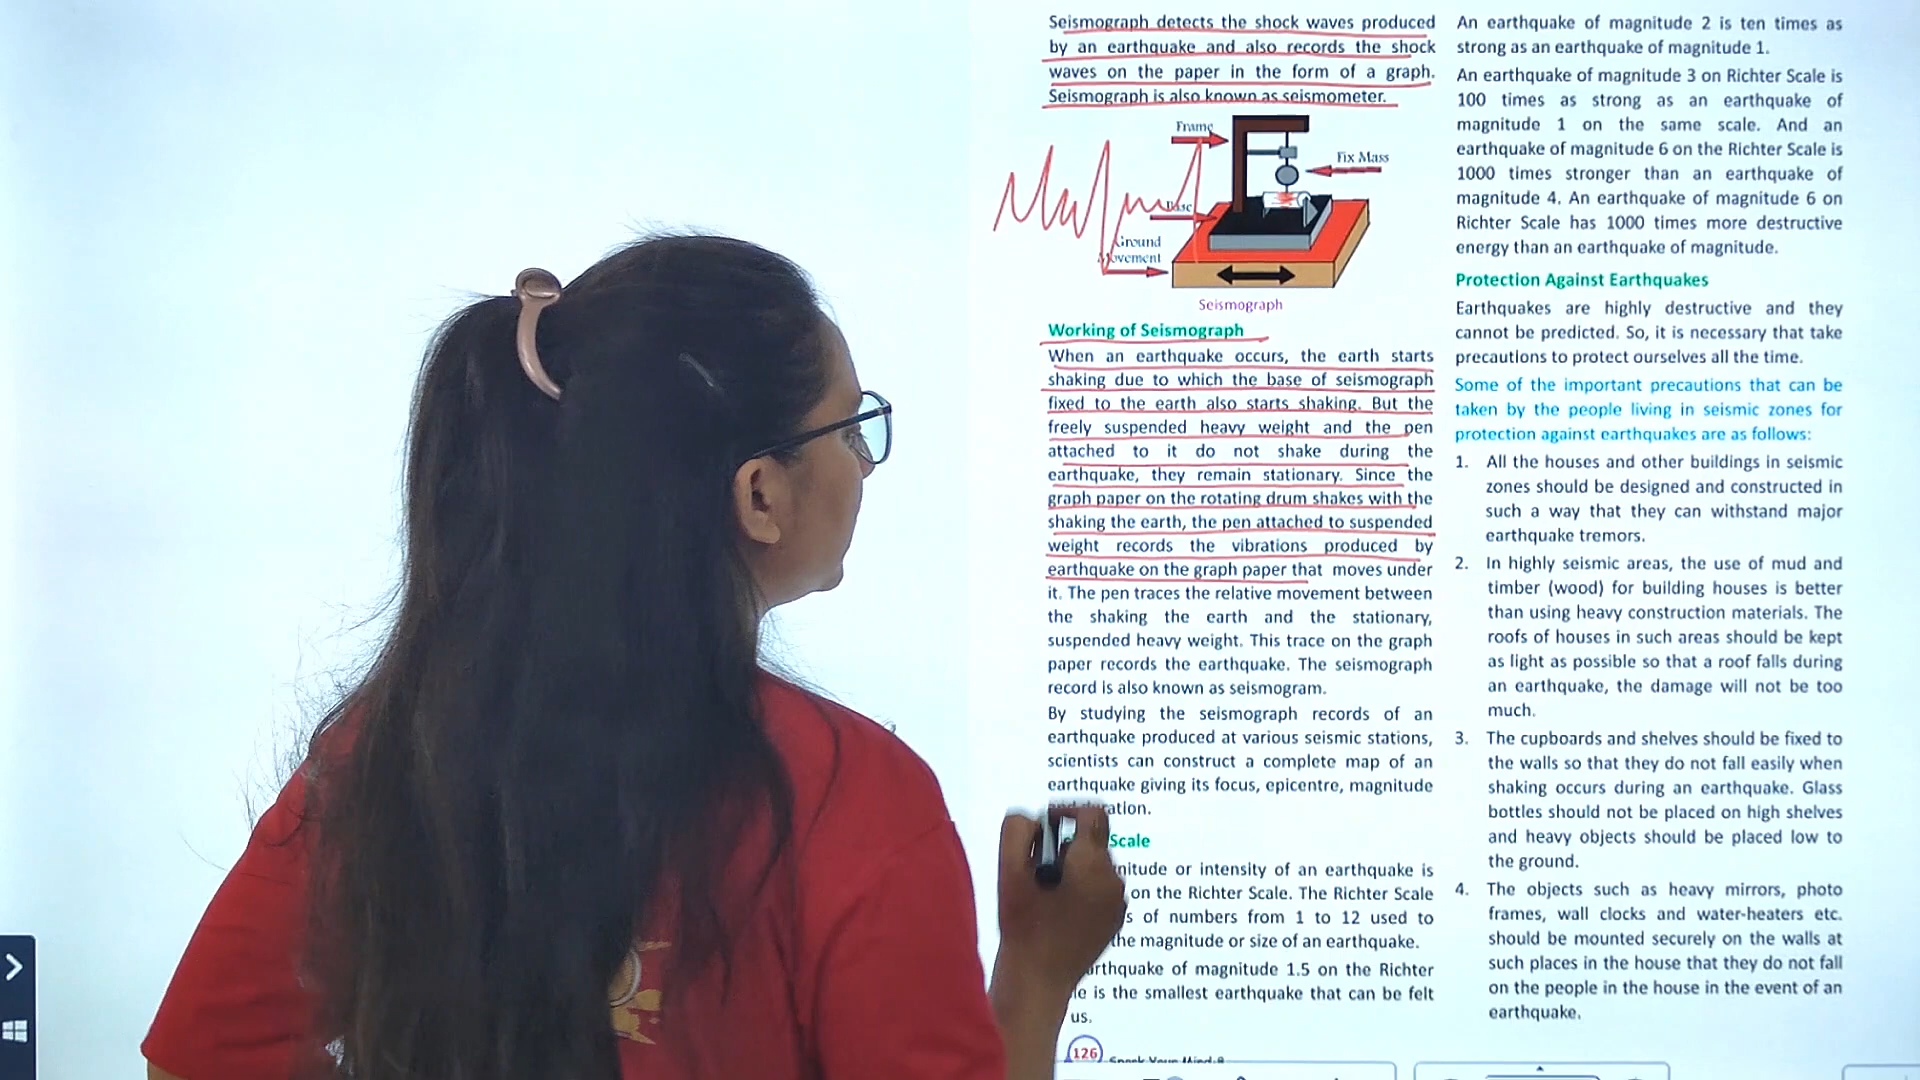 Seismograph detects the shock waves produced
by an earthquake and also records the shock
waves on the paper in the form of a graph.
Seismograph is also known as seismometer.
Frame
Fix Mass
Base
Ground
Movement
Seismograph
Working of Seismograph
When an earthquake occurs, the earth starts
shaking due to which the base of seismograph
fixed to the earth also starts shaking. But the
freely suspended heavy weight and the pen
attached to it do not shake during the
earthquake, they remain stationary. Since the
graph paper on the rotating drum shakes with the
shaking the earth, the pen attached to suspended
weight records the vibrations produced by
earthquake on the graph paper that moves under
it. The pen traces the relative movement between
the shaking the earth and the stationary,
suspended heavy weight. This trace on the graph
paper records the earthquake. The seismograph
record is also known as seismogram.
By studying the seismograph records of an
earthquake produced at various seismic stations,
scientists can construct a complete map of an
earthquake giving its focus, epicentre, magnitude
Scale
or intensity of an earthquake is
on the Richter Scale. The Richter Scale
of numbers from 1 to 12 used to
the magnitude or size of an earthquake.
of magnitude 1.5 on the Richter
is the smallest earthquake that can be felt
us.
126
An earthquake of magnitude 2 is ten times as
strong as an earthquake of magnitude 1.
An earthquake of magnitude 3 on Richter Scale is
100 times as strong as an earthquake of
magnitude 1 on the same scale. And an
earthquake of magnitude 6 on the Richter Scale is
1000 times stronger than an earthquake of
magnitude 4. An earthquake of magnitude 6 on
Richter Scale has 1000 times more destructive
energy than an earthquake of magnitude.
Protection Against Earthquakes
Earthquakes are highly destructive and they
cannot be predicted. So, it is necessary that take
precautions to protect ourselves all the time.
Some of the important precautions that can be
taken by the people living in seismic zones for
protection against earthquakes are as follows:
1. All the houses and other buildings in seismic
zones should be designed and constructed in
such a way that they can withstand major
earthquake tremors.
2. In highly seismic areas, the use of mud and
timber (wood) for building houses is better
than using heavy construction materials. The
roofs of houses in such areas should be kept
as light as possible so that a roof falls during
an earthquake, the damage will not be too
much.
3. The cupboards and shelves should be fixed to
the walls so that they do not fall easily when
shaking occurs during an earthquake. Glass
bottles should not be placed on high shelves
and heavy objects should be placed low to
the ground.
4. The objects such as heavy mirrors, photo
frames, wall clocks and water-heaters etc.
should be mounted securely on the walls at
such places in the house that they do not fall
on the people in the house in the event of an
earthquake.